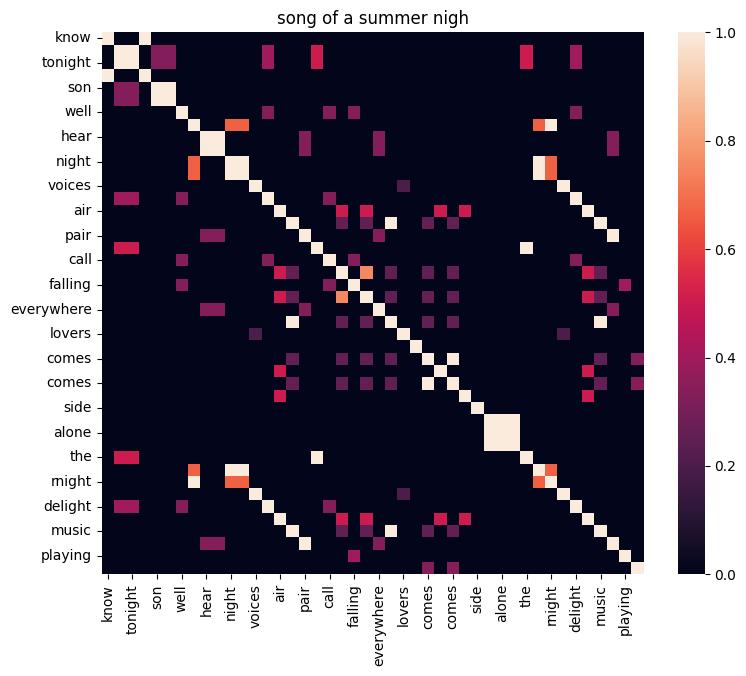 song of a summer nigh
know
tonight
son
well
hear
night
voices
air
pair
call
falling
everywhere
lovers
comes
comes
side
alone
the
rnight
delight
music
playing
1.0
0.8
0.6
0.4
0.2
0.0
know
tonight
son
well
hear
night
voices
air
pair
call
falling
everywhere
lovers
comes
comes
side
alone
the
might
delight
music
playing